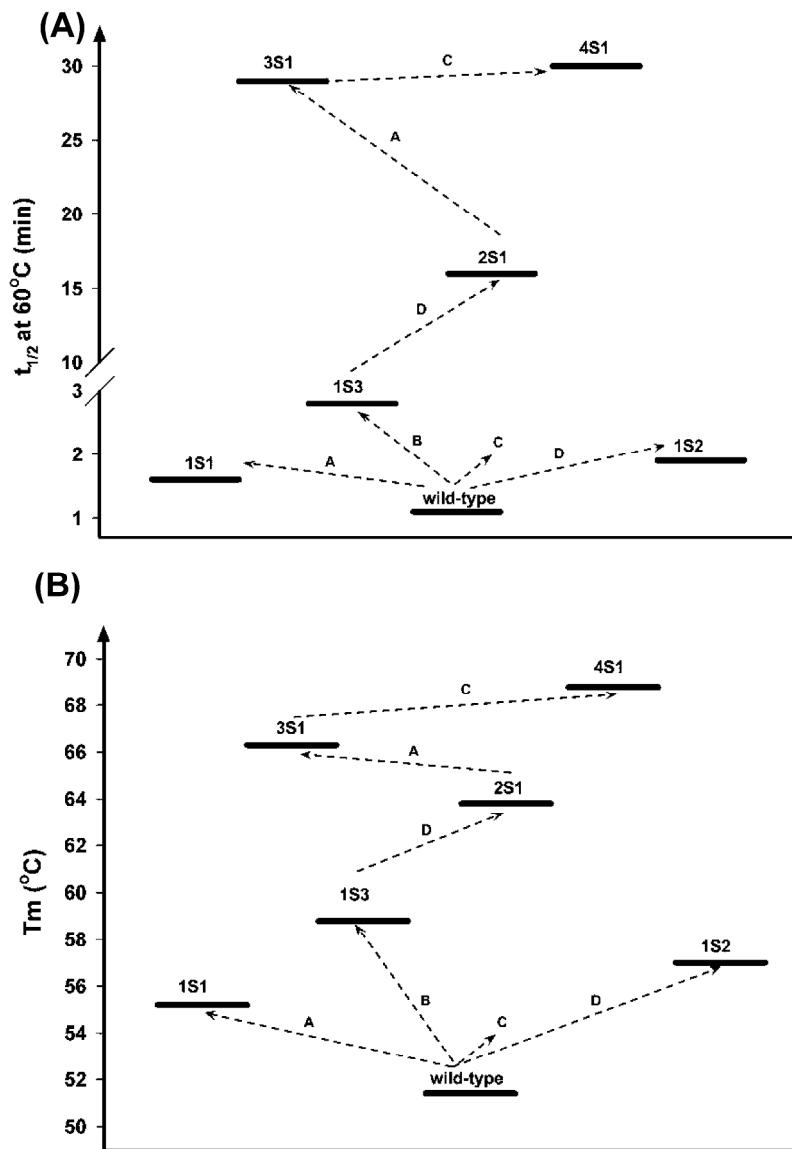 (A)
3S1
C
4S1
30
A
25
20
2S1
15
D
10
3
1S3
B
C
D
1S2
2
1S1
A
wild-type
1
t1/2 at 60oC (min)
(B)
70
4S1
C
68
3S1
A
66
2S1
64
D
62
1S3
60
58
1S2
1S1
56
B
C
D
A
54
52
wild-type
50
Tm (oC)